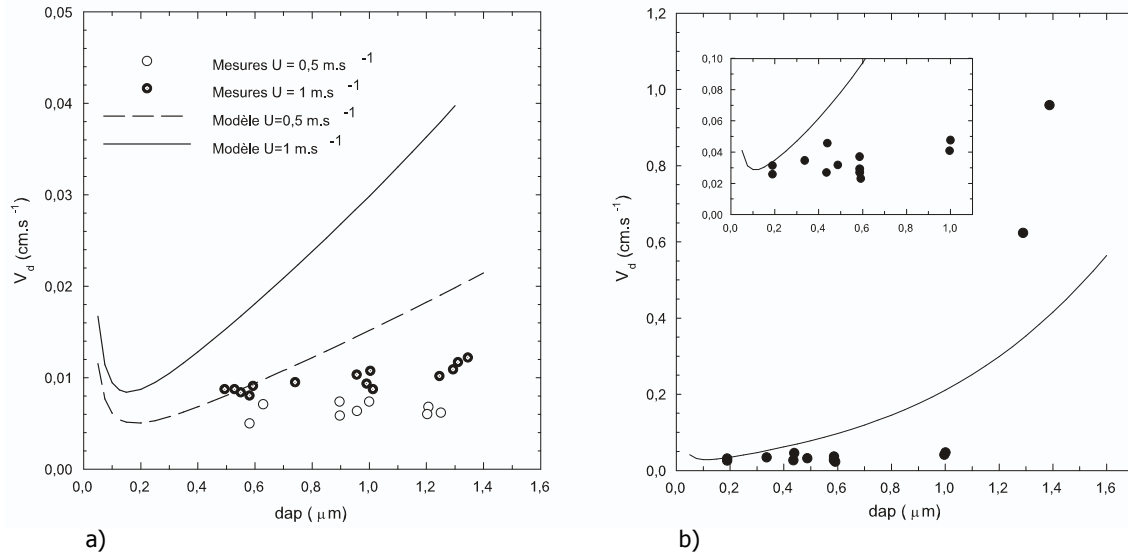 0,05
0,04
0,03
0,02
0,01
0,00
V_d (cm.s⁻¹)
Mesures U = 0,5 m.s⁻¹
Mesures U = 1 m.s⁻¹
Modèle U=0,5 m.s⁻¹
Modèle U=1 m.s⁻¹
0,0 0,2 0,4 0,6 0,8 1,0 1,2 1,4 1,6
dap ( μm)
a)
1,2
1,0
0,8
0,6
0,4
0,2
0,0
V_d (cm.s⁻¹)
0,10
0,08
0,06
0,04
0,02
0,00
0,0 0,2 0,4 0,6 0,8 1,0
0,0 0,2 0,4 0,6 0,8 1,0 1,2 1,4 1,6
dap ( μm)
b)